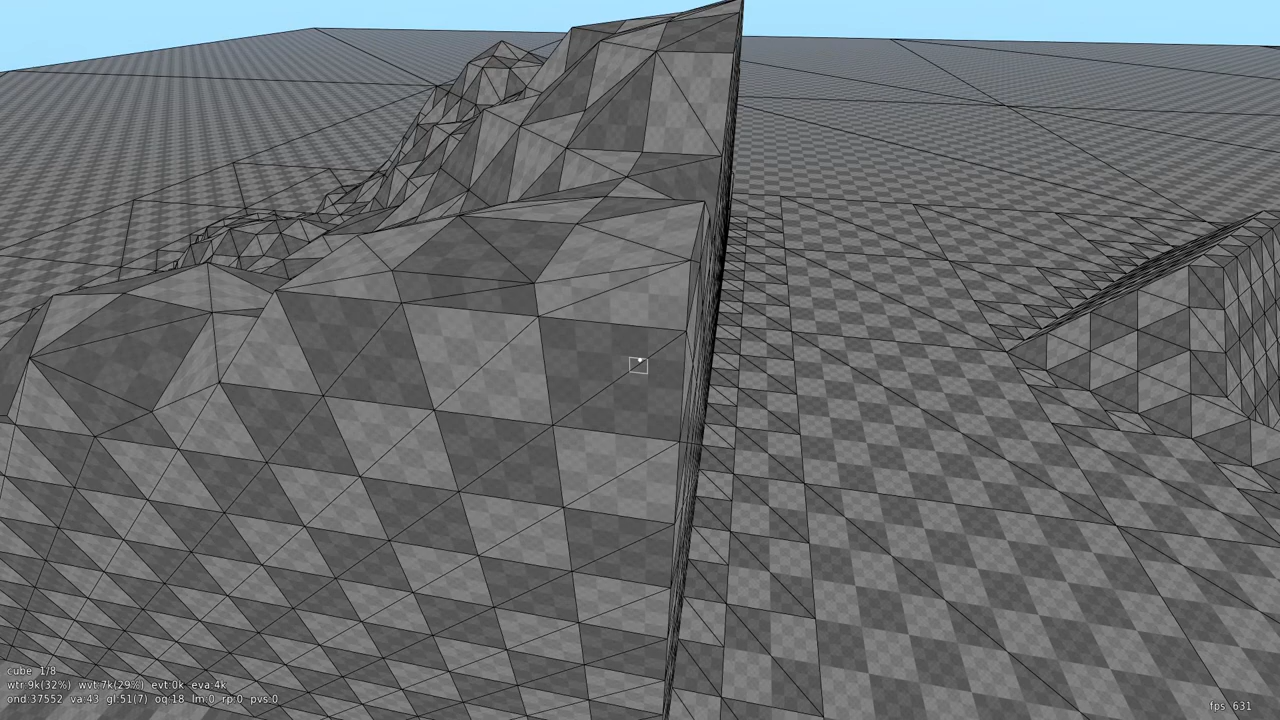 cube 1/8
wtr:9k(32%) wvt:7k(29%) evt:0k eva:4k
ond:37552 va:43 gl:51(7) oq:18 lm:0 rp:0 pvs:0
fps 631